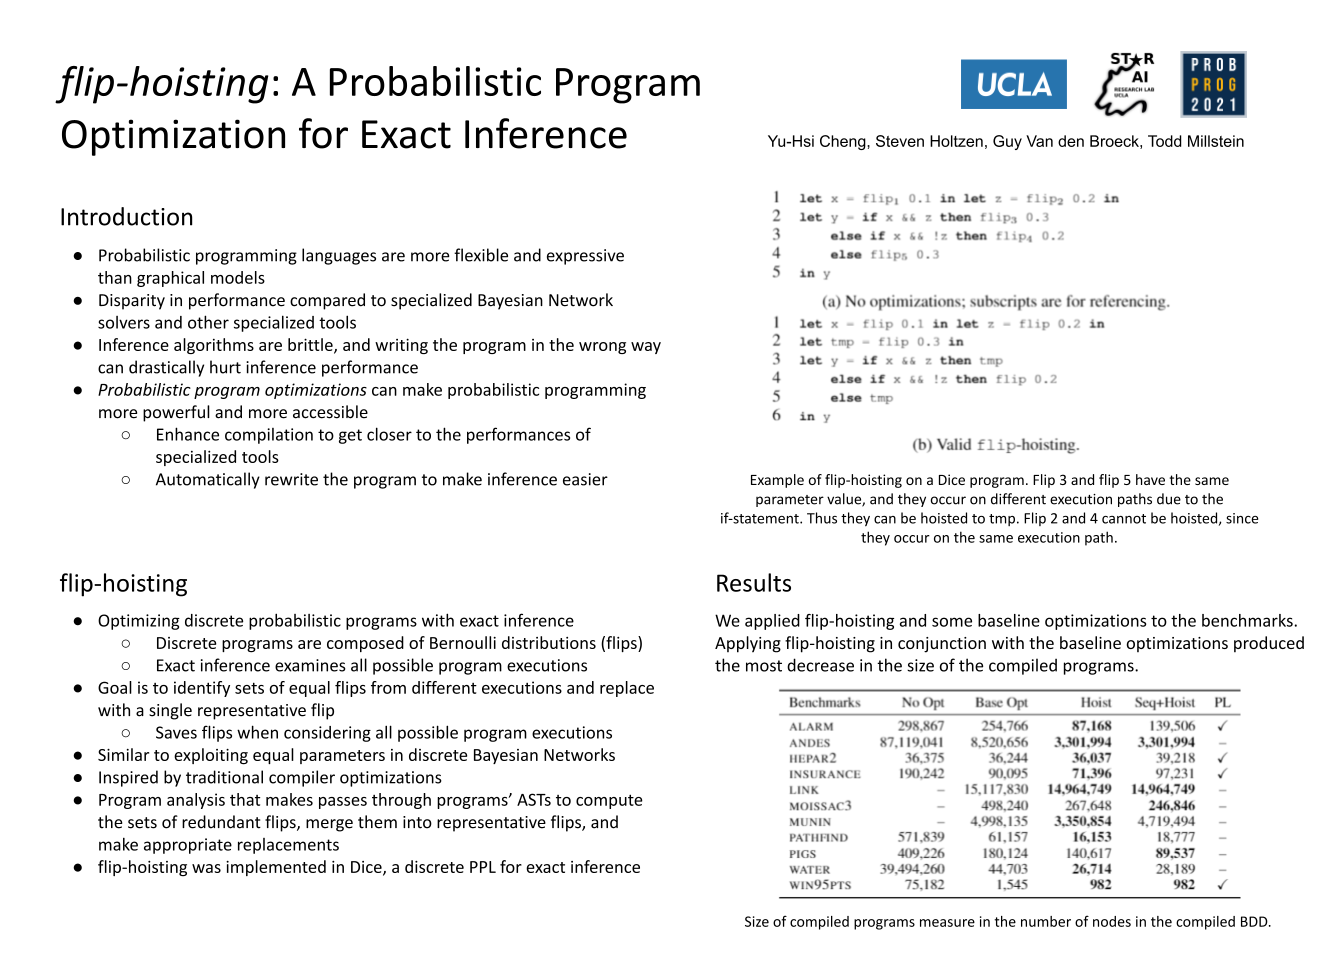 flip-hoisting: A Probabilistic Program
Optimization for Exact Inference
UCLA
ST★R
AI
RESEARCH LAB
UCLA
PROB
PROG
2021
Yu-Hsi Cheng, Steven Holtzen, Guy Van den Broeck, Todd Millstein
Introduction
● Probabilistic programming languages are more flexible and expressive
than graphical models
● Disparity in performance compared to specialized Bayesian Network
solvers and other specialized tools
● Inference algorithms are brittle, and writing the program in the wrong way
can drastically hurt inference performance
● Probabilistic program optimizations can make probabilistic programming
more powerful and more accessible
○ Enhance compilation to get closer to the performances of
specialized tools
○ Automatically rewrite the program to make inference easier
1 let x = flip₁ 0.1 in let z = flip₂ 0.2 in
2 let y = if x && z then flip₃ 0.3
3 else if x && !z then flip₄ 0.2
4 else flip₅ 0.3
5 in y
(a) No optimizations; subscripts are for referencing.
1 let x = flip 0.1 in let z = flip 0.2 in
2 let tmp = flip 0.3 in
3 let y = if x && z then tmp
4 else if x && !z then flip 0.2
5 else tmp
6 in y
(b) Valid flip-hoisting.
Example of flip-hoisting on a Dice program. Flip 3 and flip 5 have the same
parameter value, and they occur on different execution paths due to the
if-statement. Thus they can be hoisted to tmp. Flip 2 and 4 cannot be hoisted, since
they occur on the same execution path.
flip-hoisting
● Optimizing discrete probabilistic programs with exact inference
○ Discrete programs are composed of Bernoulli distributions (flips)
○ Exact inference examines all possible program executions
● Goal is to identify sets of equal flips from different executions and replace
with a single representative flip
○ Saves flips when considering all possible program executions
● Similar to exploiting equal parameters in discrete Bayesian Networks
● Inspired by traditional compiler optimizations
● Program analysis that makes passes through programs’ ASTs to compute
the sets of redundant flips, merge them into representative flips, and
make appropriate replacements
● flip-hoisting was implemented in Dice, a discrete PPL for exact inference
Results
We applied flip-hoisting and some baseline optimizations to the benchmarks.
Applying flip-hoisting in conjunction with the baseline optimizations produced
the most decrease in the size of the compiled programs.
Benchmarks No Opt Base Opt Hoist Seq+Hoist PL
ALARM 298,867 254,766 87,168 139,506 ✓
ANDES 87,119,041 8,520,656 3,301,994 3,301,994 –
HEPAR2 36,375 36,244 36,037 39,218 ✓
INSURANCE 190,242 90,095 71,396 97,231 ✓
LINK – 15,117,830 14,964,749 14,964,749 –
MOISSAC3 – 498,240 267,648 246,846 –
MUNIN – 4,998,135 3,350,854 4,719,494 –
PATHFIND 571,839 61,157 16,153 18,777 –
PIGS 409,226 180,124 140,617 89,537 –
WATER 39,494,260 44,703 26,714 28,189 –
WIN95PTS 75,182 1,545 982 982 ✓
Size of compiled programs measure in the number of nodes in the compiled BDD.